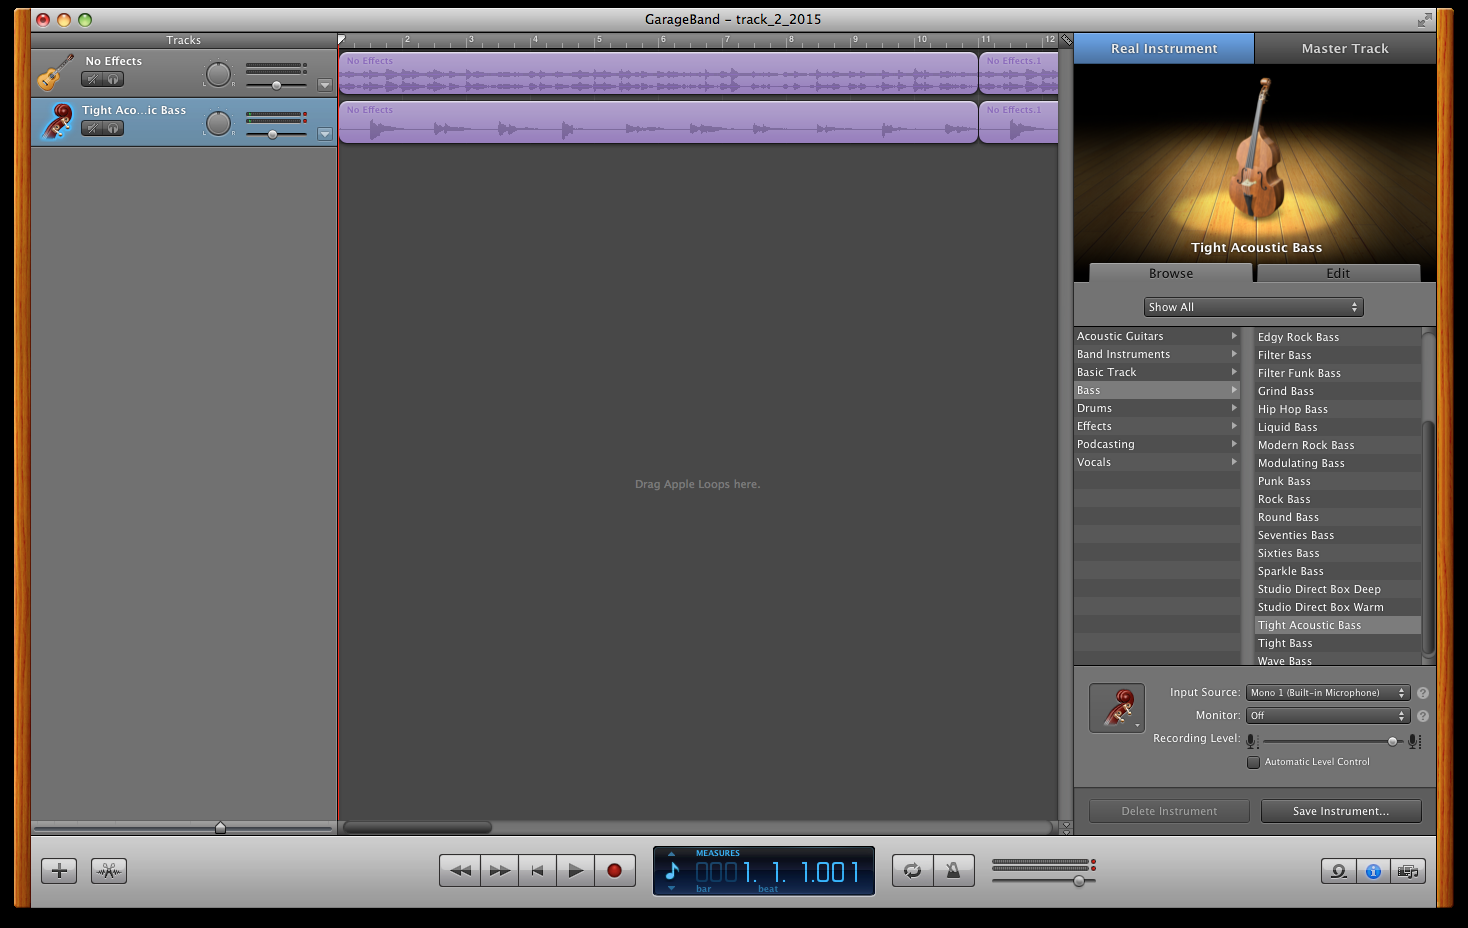 GarageBand - track_2_2015
Tracks
2 3 4 5 6 7 8 9 10 11 12
Real Instrument
Master Track
No Effects
L R
No Effects
No Effects.1
Tight Aco...ic Bass
L R
No Effects
No Effects.1
Tight Acoustic Bass
Browse
Edit
Show All
Acoustic Guitars
Band Instruments
Basic Track
Bass
Drums
Effects
Podcasting
Vocals
Edgy Rock Bass
Filter Bass
Filter Funk Bass
Grind Bass
Hip Hop Bass
Liquid Bass
Modern Rock Bass
Modulating Bass
Punk Bass
Rock Bass
Round Bass
Seventies Bass
Sixties Bass
Sparkle Bass
Studio Direct Box Deep
Studio Direct Box Warm
Tight Acoustic Bass
Tight Bass
Wave Bass
Drag Apple Loops here.
Input Source: Mono 1 (Built-in Microphone) ?
Monitor: Off ?
Recording Level:
Automatic Level Control
Delete Instrument
Save Instrument...
MEASURES
0001. 1. 1.001
bar beat